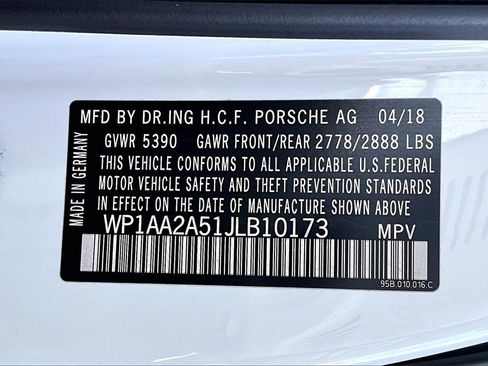 MFD BY DR.ING H.C.F. PORSCHE AG 04/18
GVWR 5390 GAWR FRONT/REAR 2778/2888 LBS
THIS VEHICLE CONFORMS TO ALL APPLICABLE U.S.FEDERAL
MOTOR VEHICLE SAFETY AND THEFT PREVENTION STANDARDS
IN EFFECT ON THE DATE OF MANUFACTURE SHOWN ABOVE
WP1AA2A51JLB10173 MPV
95B.010.016.C
MADE IN GERMANY